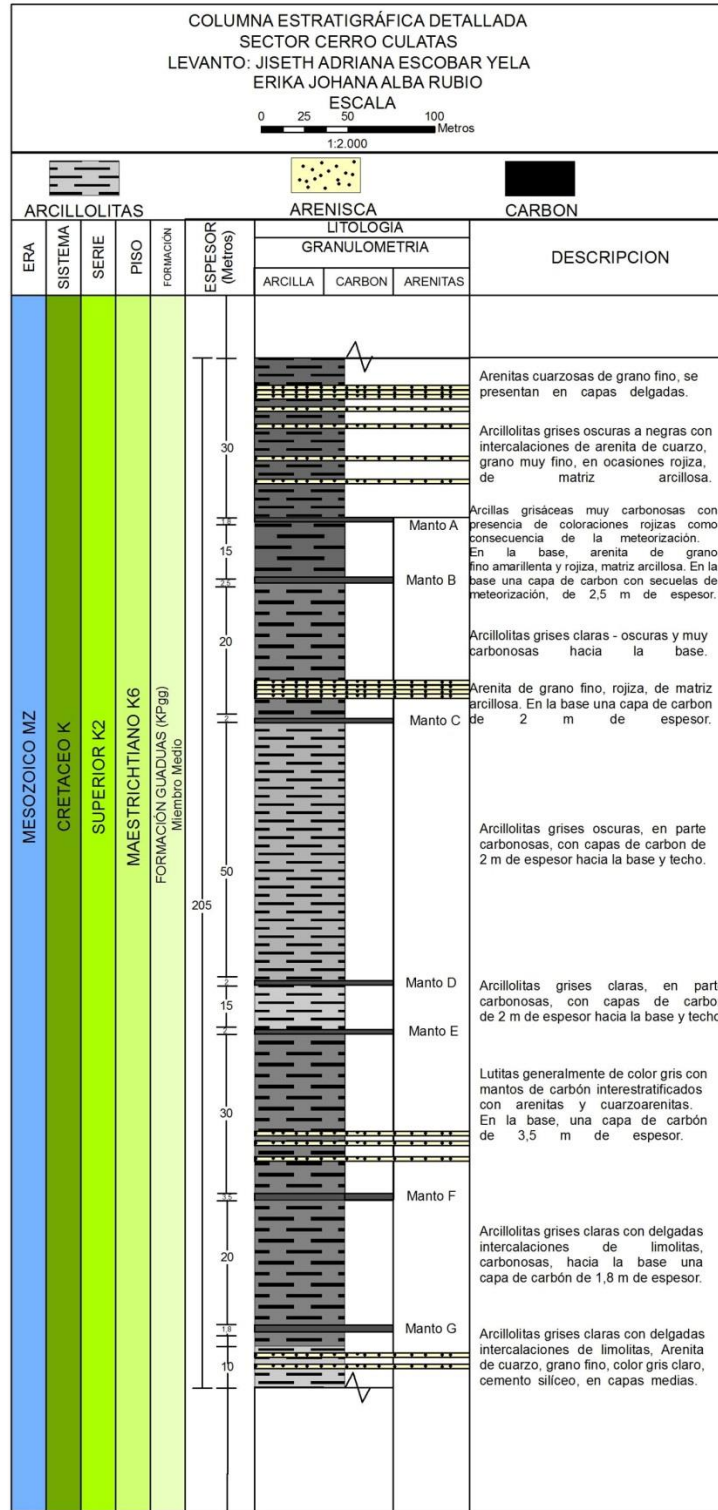 COLUMNA ESTRATIGRÁFICA DETALLADA
SECTOR CERRO CULATAS
LEVANTO: JISETH ADRIANA ESCOBAR YELA
ERIKA JOHANA ALBA RUBIO
ESCALA
0 25 50 100
Metros
1:2.000
ARCILLOLITAS
ARENISCA
CARBON
ERA
SISTEMA
SERIE
PISO
FORMACIÓN
ESPESOR
(Metros)
LITOLOGIA
GRANULOMETRIA
ARCILLA
CARBON
ARENITAS
DESCRIPCION
MESOZOICO MZ
CRETACEO K
SUPERIOR K2
MAESTRICHTIANO K6
FORMACIÓN GUADUAS (KPgg)
Miembro Medio
205
30
15
2,5
20
2
50
2
15
2
30
3,5
20
1,8
10
Manto A
Manto B
Manto C
Manto D
Manto E
Manto F
Manto G
Arenitas cuarzosas de grano fino, se
presentan en capas delgadas.
Arcillolitas grises oscuras a negras con
intercalaciones de arenita de cuarzo,
grano muy fino, en ocasiones rojiza,
de matriz arcillosa.
Arcillas grisáceas muy carbonosas con
presencia de coloraciones rojizas como
consecuencia de la meteorización.
En la base, arenita de grano
fino amarillenta y rojiza, matriz arcillosa. En la
base una capa de carbon con secuelas de
meteorización, de 2,5 m de espesor.
Arcillolitas grises claras - oscuras y muy
carbonosas hacia la base.
Arenita de grano fino, rojiza, de matriz
arcillosa. En la base una capa de carbon
de 2 m de espesor.
Arcillolitas grises oscuras, en parte
carbonosas, con capas de carbon de
2 m de espesor hacia la base y techo.
Arcillolitas grises claras, en part
carbonosas, con capas de carbo
de 2 m de espesor hacia la base y techo
Lutitas generalmente de color gris con
mantos de carbón interestratificados
con arenitas y cuarzoarenitas.
En la base, una capa de carbón
de 3,5 m de espesor.
Arcillolitas grises claras con delgadas
intercalaciones de limolitas,
carbonosas, hacia la base una
capa de carbón de 1,8 m de espesor.
Arcillolitas grises claras con delgadas
intercalaciones de limolitas, Arenita
de cuarzo, grano fino, color gris claro,
cemento silíceo, en capas medias.